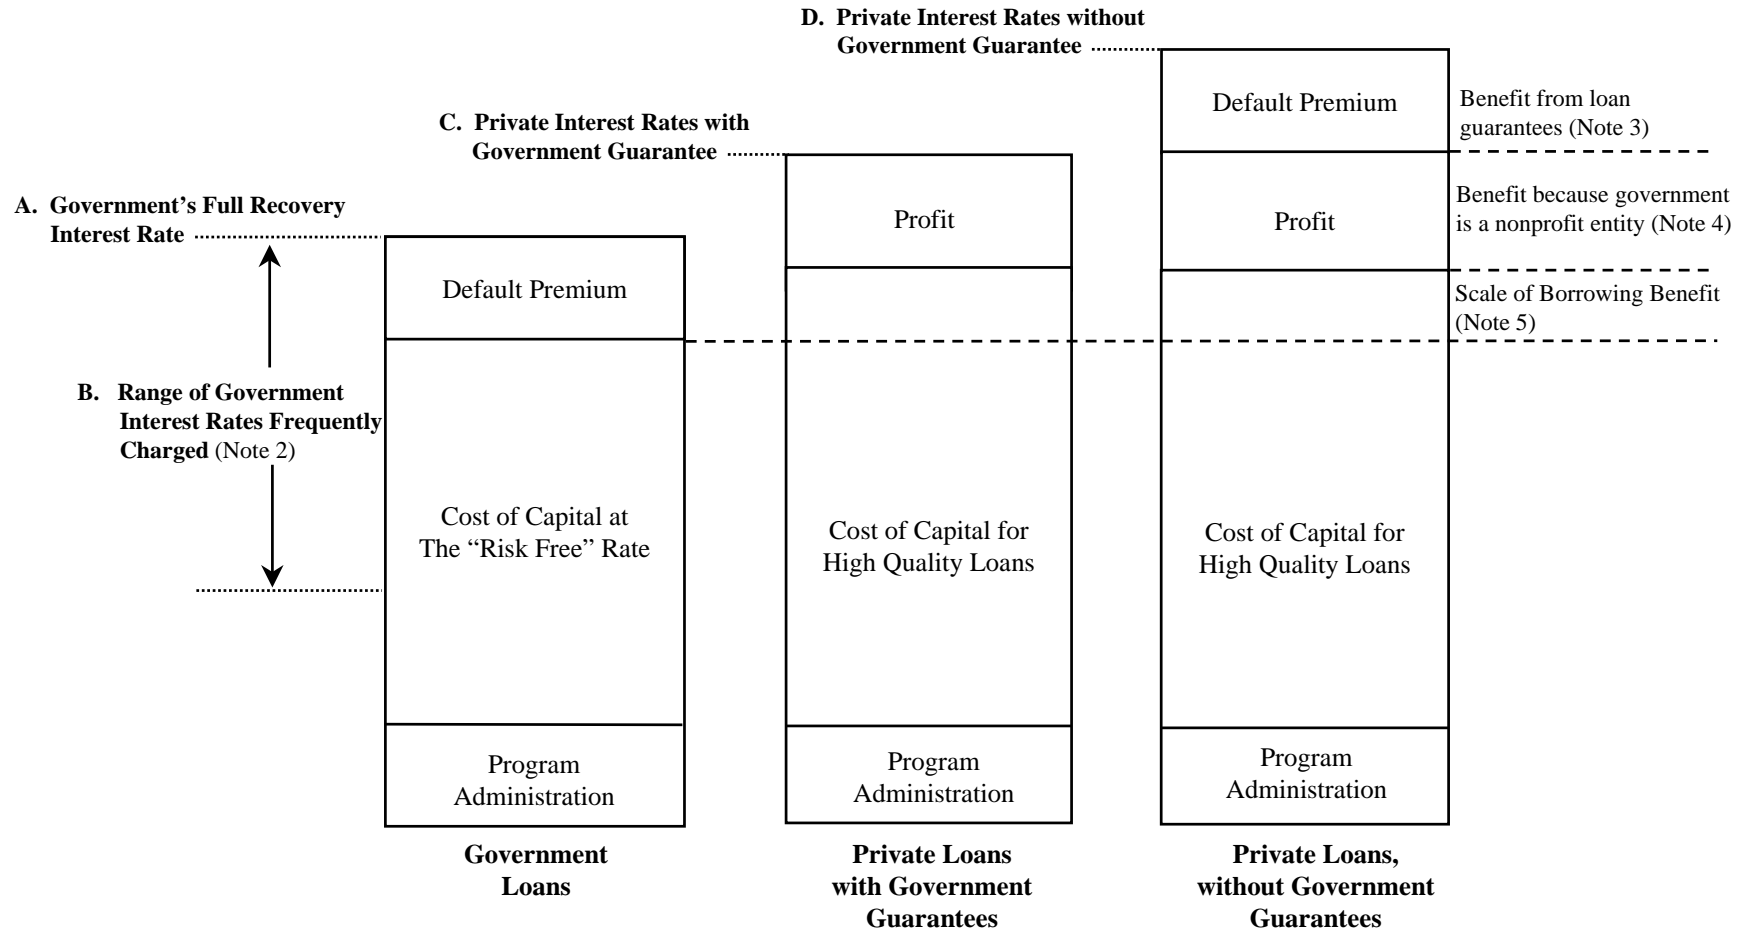 D. Private Interest Rates without
Government Guarantee
Default Premium
Benefit from loan
guarantees (Note 3)
C. Private Interest Rates with
Government Guarantee
Profit
Profit
Benefit because government
is a nonprofit entity (Note 4)
A. Government’s Full Recovery
Interest Rate
Default Premium
Scale of Borrowing Benefit
(Note 5)
B. Range of Government
Interest Rates Frequently
Charged (Note 2)
Cost of Capital at
The “Risk Free” Rate
Cost of Capital for
High Quality Loans
Cost of Capital for
High Quality Loans
Program
Administration
Program
Administration
Program
Administration
Government
Loans
Private Loans
with Government
Guarantees
Private Loans,
without Government
Guarantees